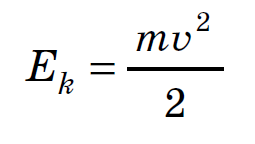 E_k = mv^2 / 2